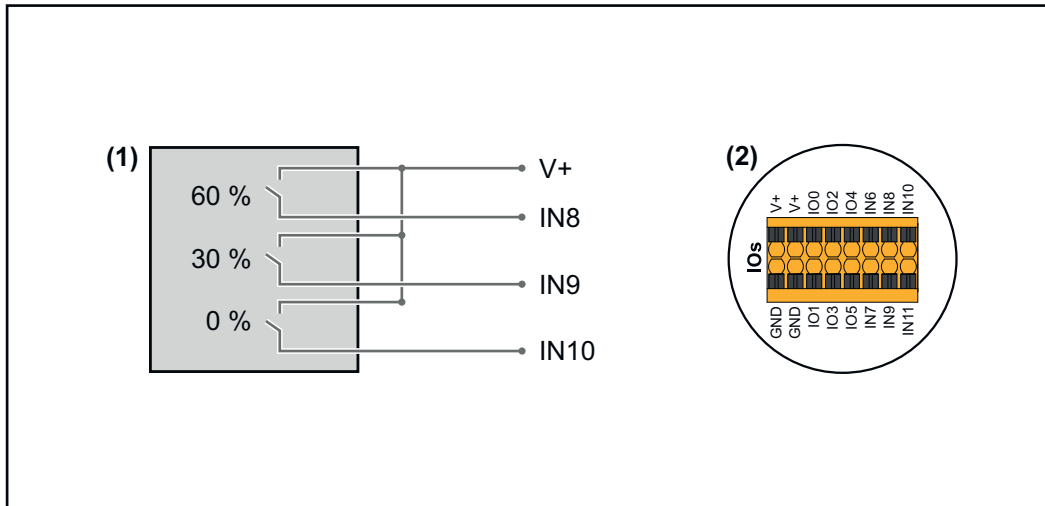 (1)
60 %
30 %
0 %
V+
IN8
IN9
IN10
(2)
IOs
V+
V+
IO0
IO2
IO4
IN6
IN8
IN10
GND
GND
IO1
IO3
IO5
IN7
IN9
IN11